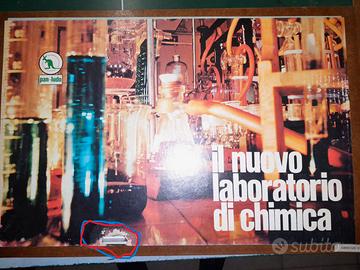 pan-ludo
il nuovo
laboratorio
di chimica
subito